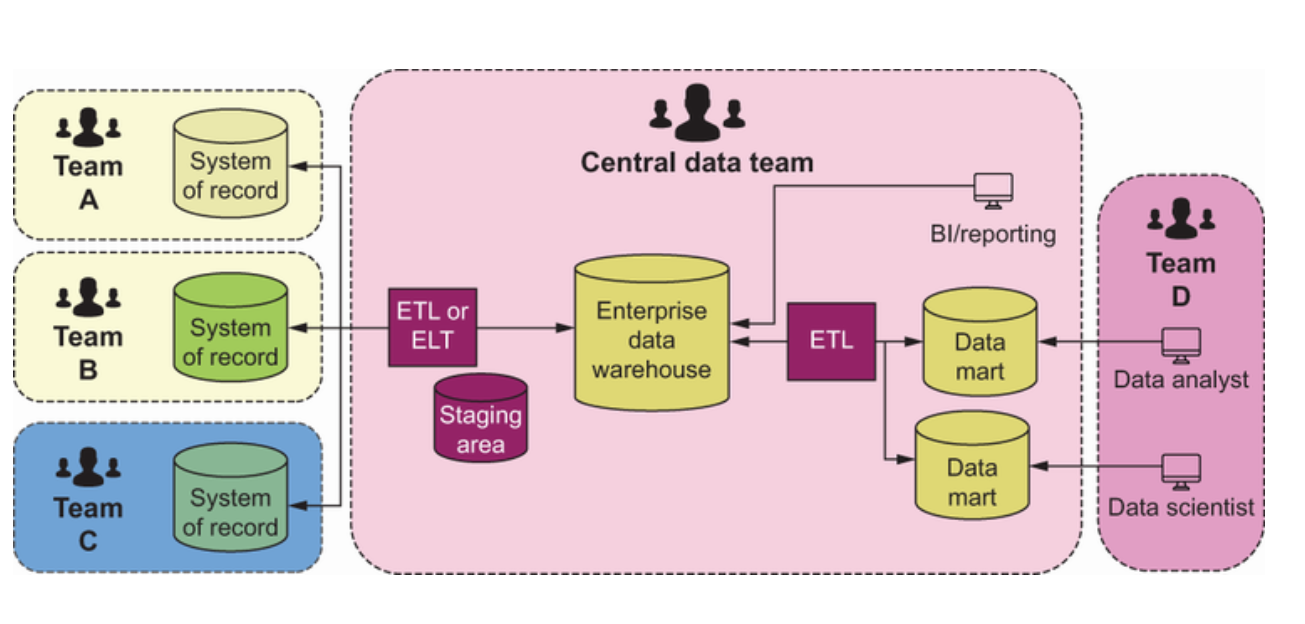 Team
A
System
of record
Team
B
System
of record
Team
C
System
of record
Central data team
BI/reporting
ETL or
ELT
Staging
area
Enterprise
data
warehouse
ETL
Data
mart
Data
mart
Team
D
Data analyst
Data scientist